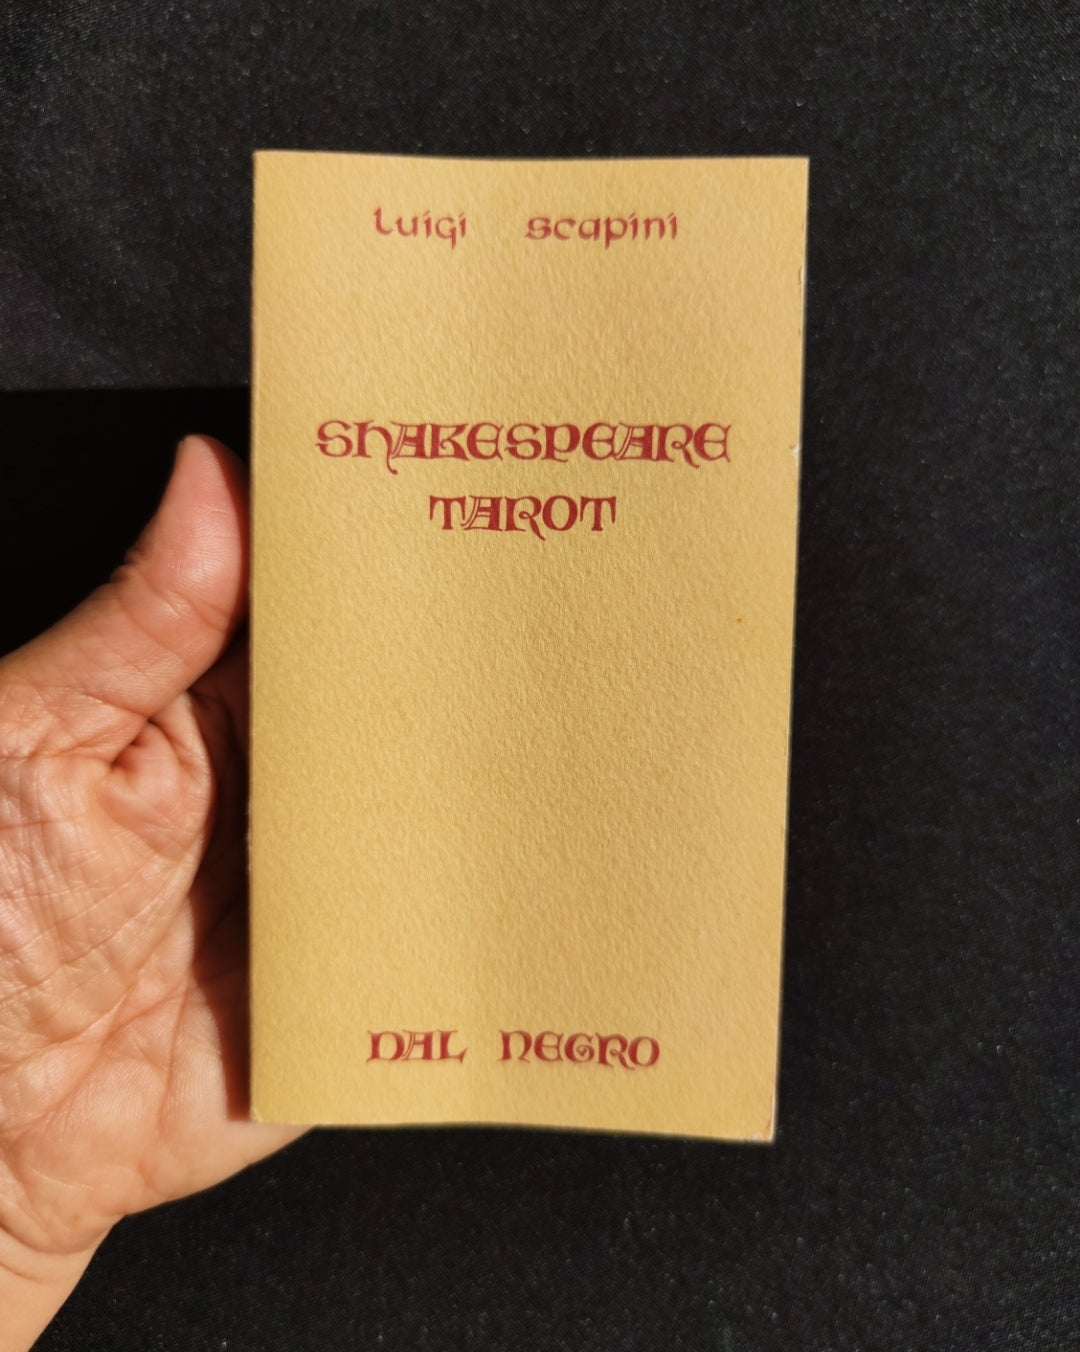 Luigi Scapini
SHAKESPEARE
TAROT
DAL NEGRO